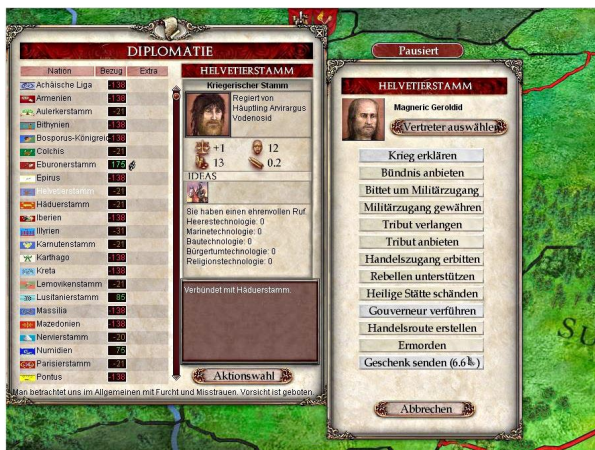 DIPLOMATIE
Nation Bezug Extra
Achäische Liga -138
Armenien -138
Aulerkerstamm -21
Bithynien -138
Bosporus-Königreic -138
Colchis -21
Eburonerstamm 175
Epirus -138
Helvetierstamm -21
Häduerstamm -21
Iberien -138
Illyrien -31
Karnutenstamm -21
Karthago -138
Kreta -138
Lemovikenstamm -21
Lusitanierstamm 85
Massilia -138
Mazedonien -138
Nervierstamm -20
Numidien 75
Parisierstamm -21
Pontus -138
HELVETIERSTAMM
Kriegerischer Stamm
Regiert von
Häuptling Arvirargus
Vodenosid
+1 12
13 0.2
IDEAS
Sie haben einen ehrenvollen Ruf.
Heerestechnologie: 0
Marinetechnologie: 0
Bautechnologie: 0
Bürgertumtechnologie: 0
Religionstechnologie: 0
Verbündet mit Häduerstamm.
Aktionswahl
Man betrachtet uns im Allgemeinen mit Furcht und Misstrauen. Vorsicht ist geboten.
Pausiert
HELVETIERSTAMM
Magneric Geroldid
Vertreter auswählen
Krieg erklären
Bündnis anbieten
Bittet um Militärzugang
Militärzugang gewähren
Tribut verlangen
Tribut anbieten
Handelszugang erbitten
Rebellen unterstützen
Heilige Stätte schänden
Gouverneur verführen
Handelsroute erstellen
Ermorden
Geschenk senden (6.6)
Abbrechen
SU